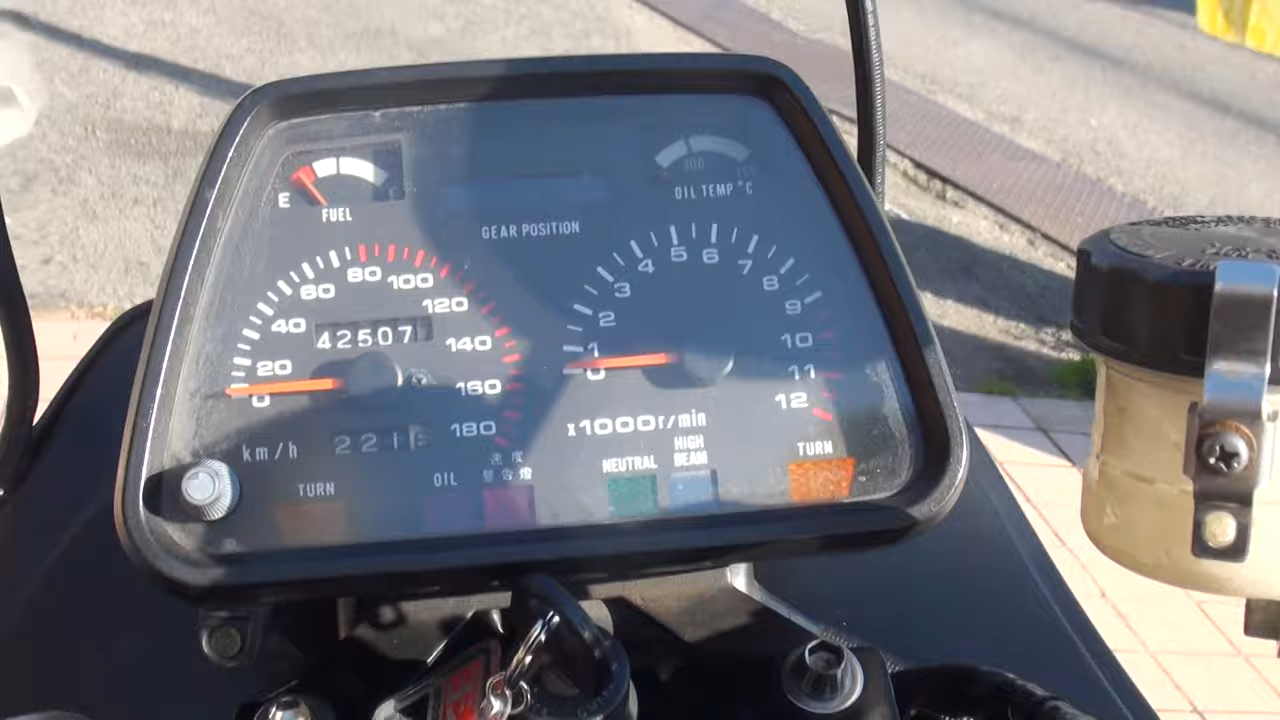 E
FUEL
OIL TEMP °C
GEAR POSITION
0
20
40
60
80
100
120
140
160
180
42507
km/h
0
1
2
3
4
5
6
7
8
9
10
11
12
x1000r/min
TURN
OIL
速度
警告燈
NEUTRAL
HIGH
BEAM
TURN